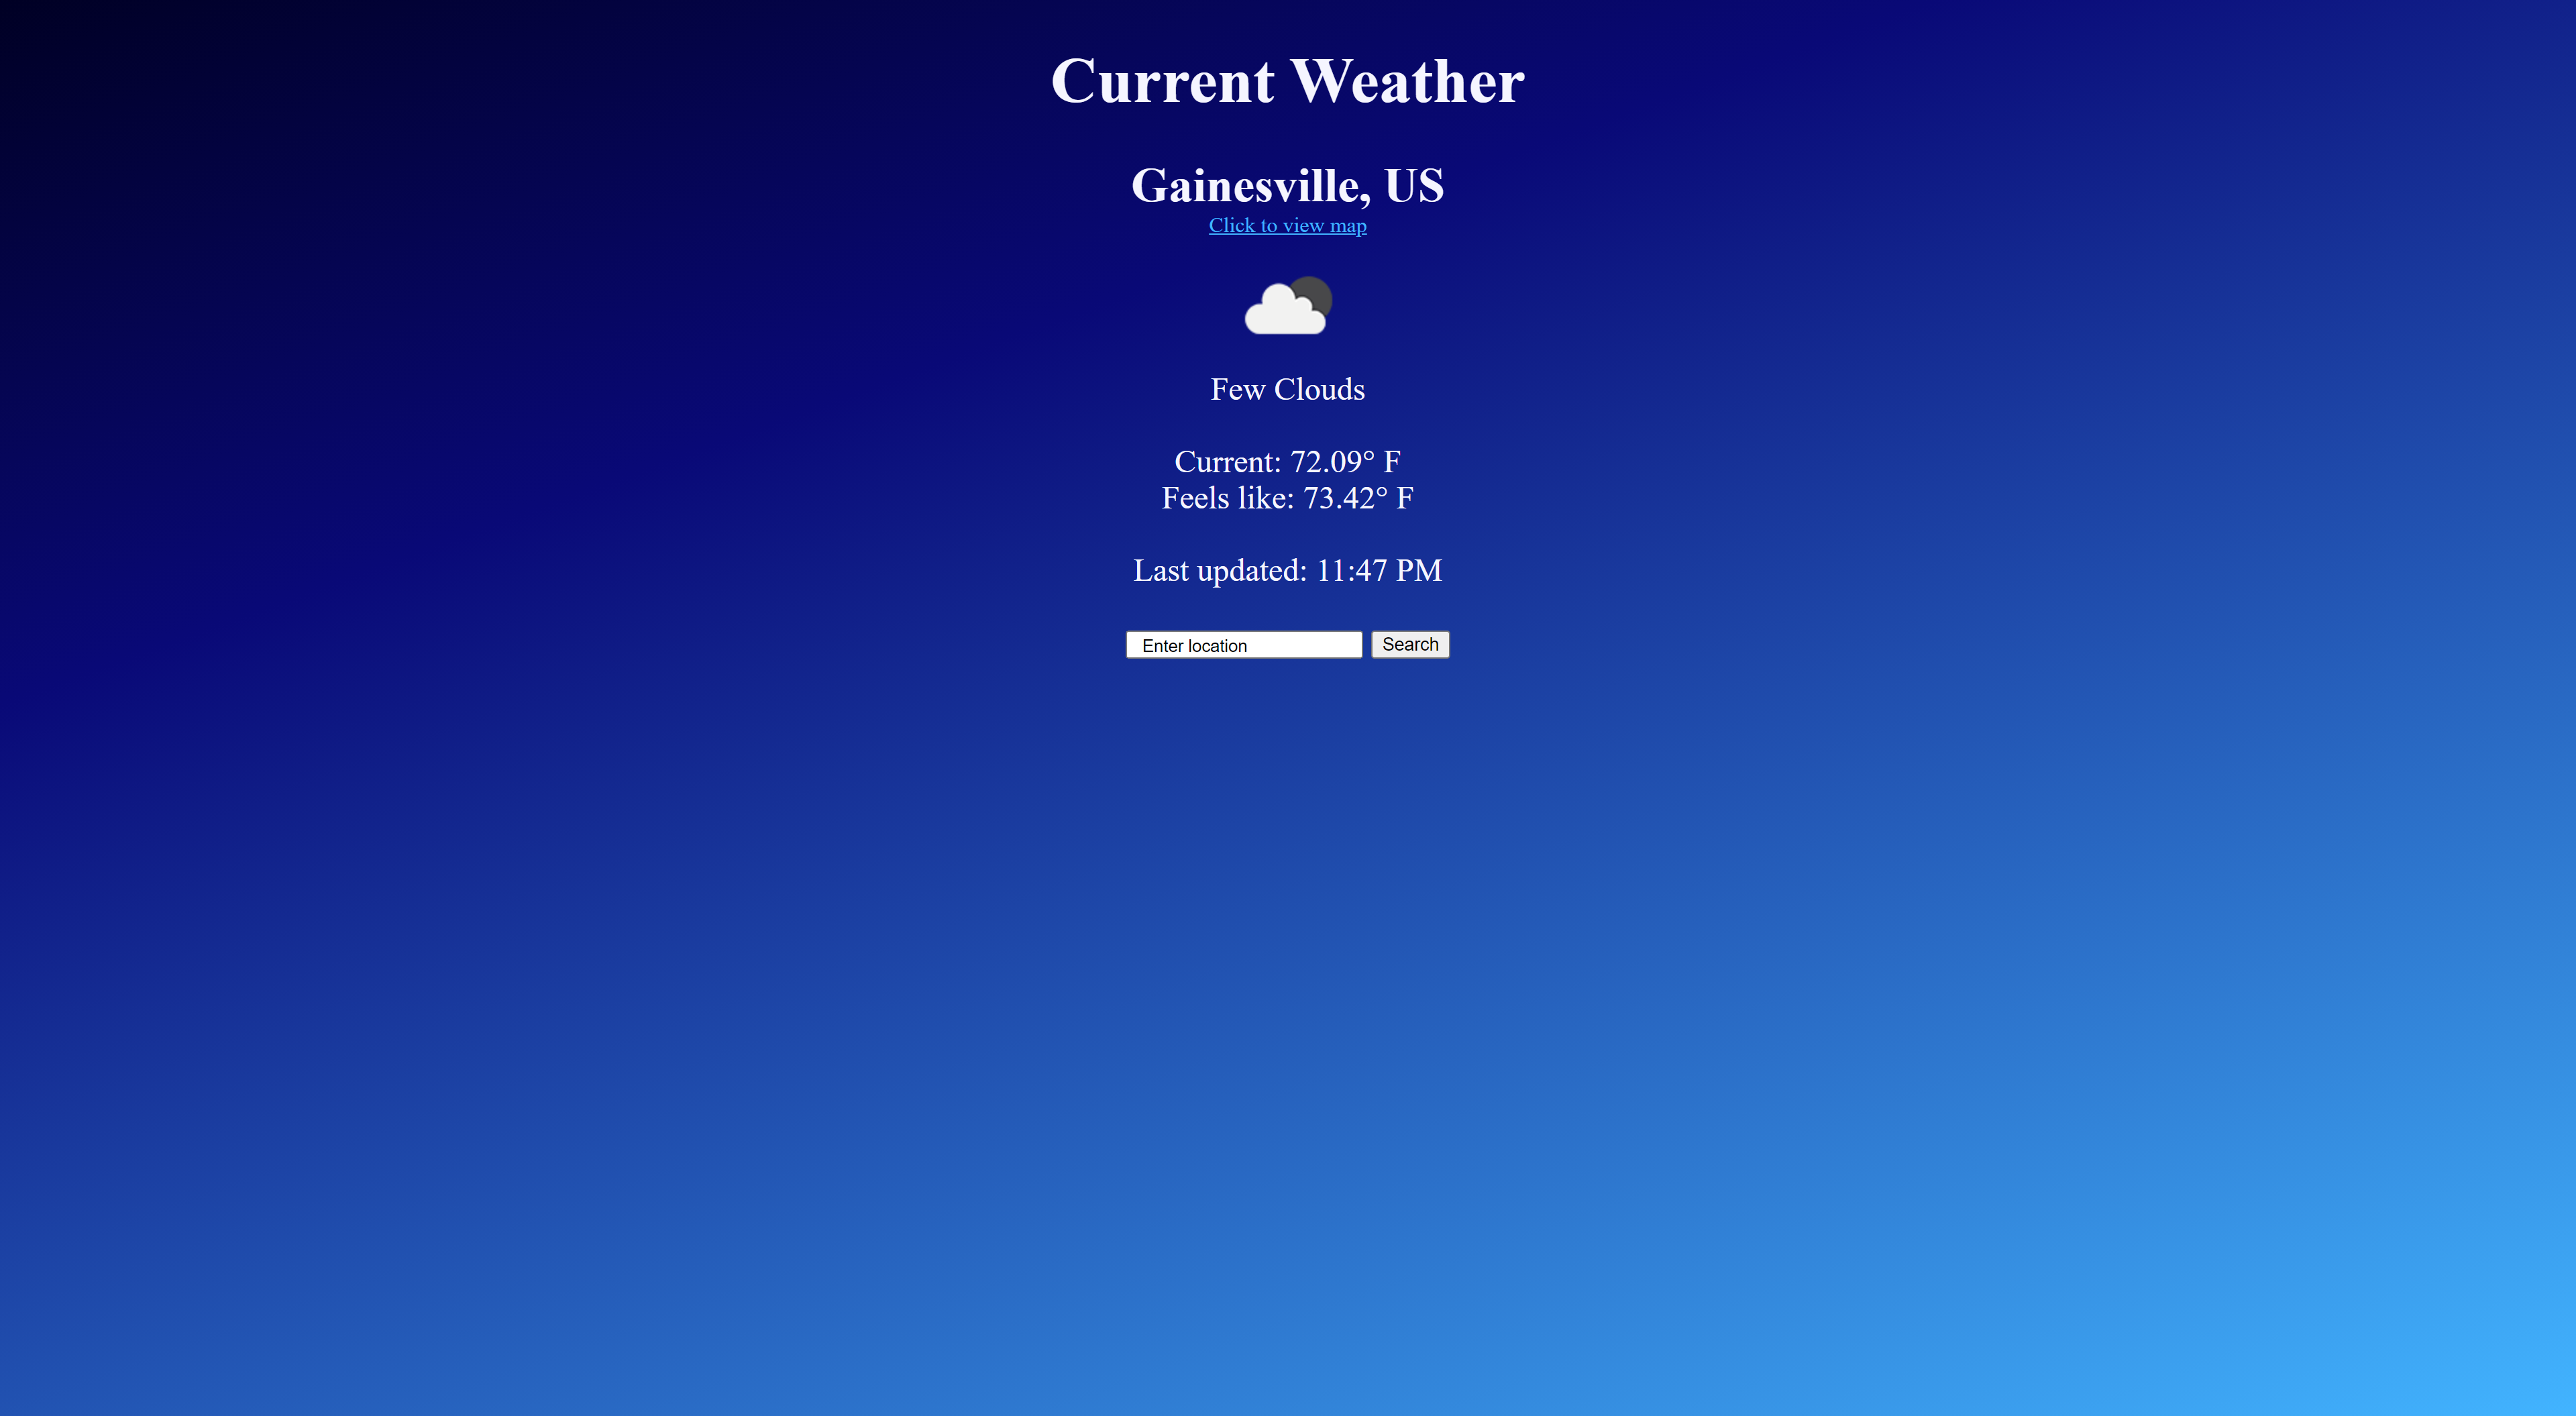 Current Weather
Gainesville, US
Click to view map
Few Clouds
Current: 72.09° F
Feels like: 73.42° F
Last updated: 11:47 PM
Enter location Search